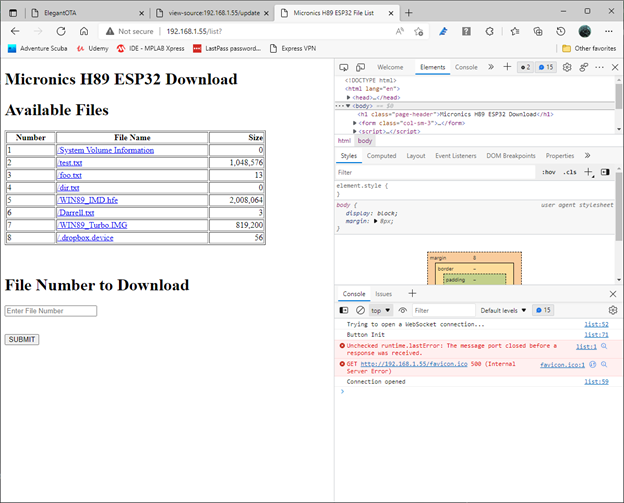 ElegantOTA
view-source:192.168.1.55/update
Micronics H89 ESP32 File List
Not secure
192.168.1.55/list?
Adventure Scuba
Udemy
IDE - MPLAB Xpress
LastPass password...
Express VPN
Other favorites
Micronics H89 ESP32 Download
Available Files
Number File Name Size
1 /System Volume Information 0
2 /test.txt 1,048,576
3 /foo.txt 13
4 /dir.txt 0
5 /WIN89_IMD.hfe 2,008,064
6 /Darrell.txt 3
7 /WIN89_Turbo.IMG 819,200
8 /.dropbox.device 56
File Number to Download
Enter File Number
SUBMIT
Welcome Elements Console 2 15
<!DOCTYPE html>
<html lang="en">
<head>…</head>
<body> == $0
<h1 class="page-header">Micronics H89 ESP32 Download</h1>
<form class="col-sm-3">…</form>
<script>…</script>
html body
Styles Computed Layout Event Listeners DOM Breakpoints Properties
Filter :hov .cls
element.style {
}
body { user agent stylesheet
display: block;
margin: 8px;
}
margin 8
border –
padding –
Console Issues
top Filter Default levels 15
Trying to open a WebSocket connection... list:52
Button Init list:71
Unchecked runtime.lastError: The message port closed before a list:1
response was received.
GET http://192.168.1.55/favicon.ico 500 (Internal favicon.ico:1
Server Error)
Connection opened list:59